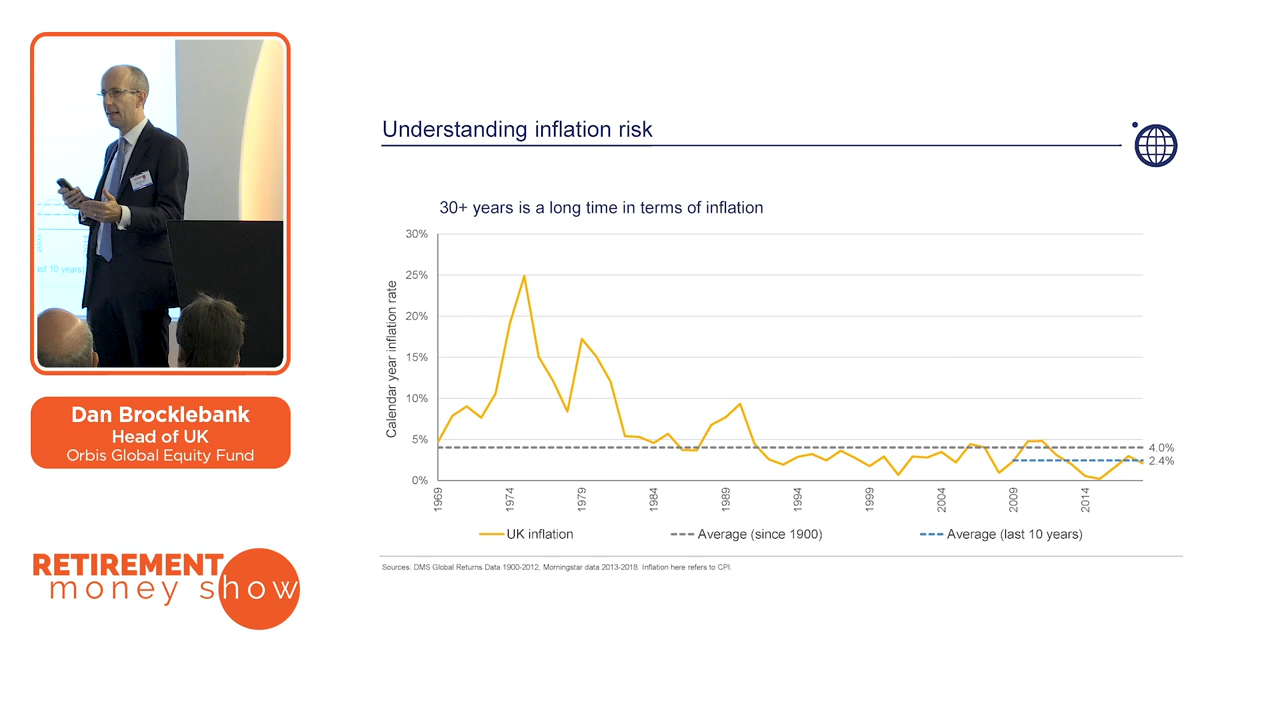 Understanding inflation risk
30+ years is a long time in terms of inflation
Calendar year inflation rate
30%
25%
20%
15%
10%
5%
0%
4.0%
2.4%
1969
1974
1979
1984
1989
1994
1999
2004
2009
2014
UK inflation
Average (since 1900)
Average (last 10 years)
Sources: DMS Global Returns Data 1900-2012, Morningstar data 2013-2018. Inflation here refers to CPI.
10 years)
Dan Brocklebank
Head of UK
Orbis Global Equity Fund
RETIREMENT
money show